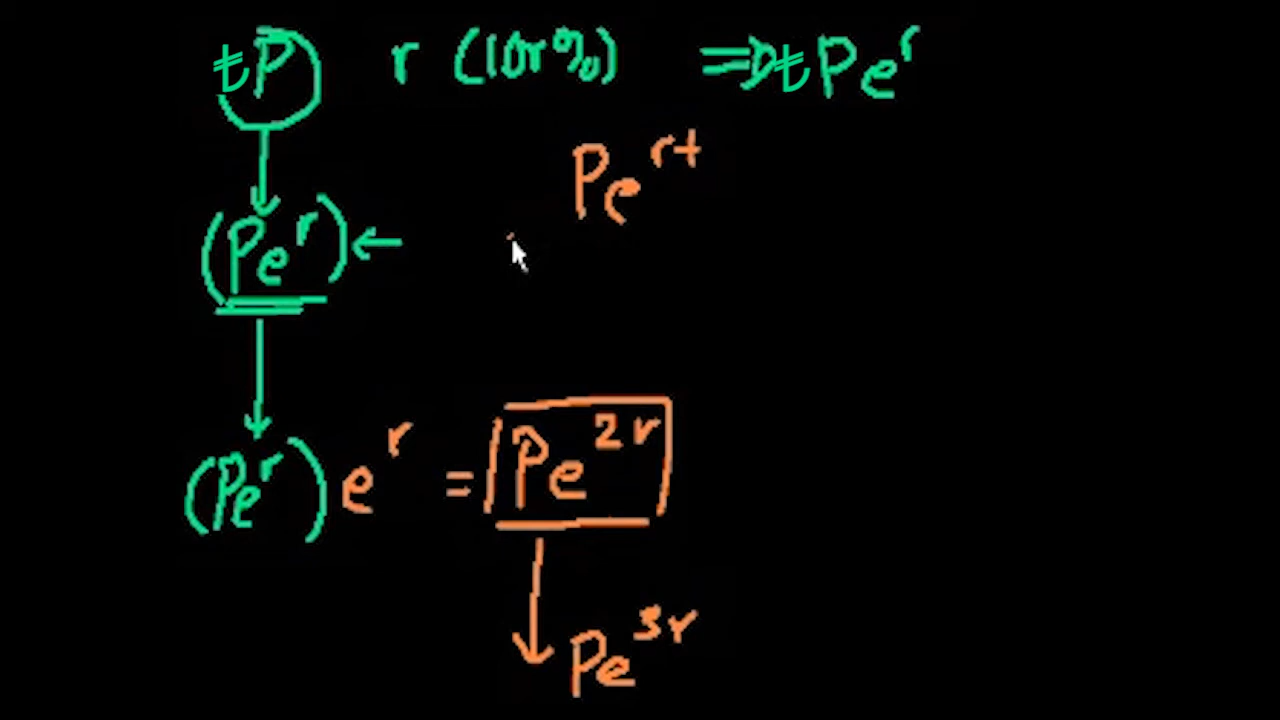 ₺P r (10r%) ⇒ ₺Pe^r
Pe^rt
(Pe^r) ←
(Pe^r)e^r = Pe^2r
Pe^3r